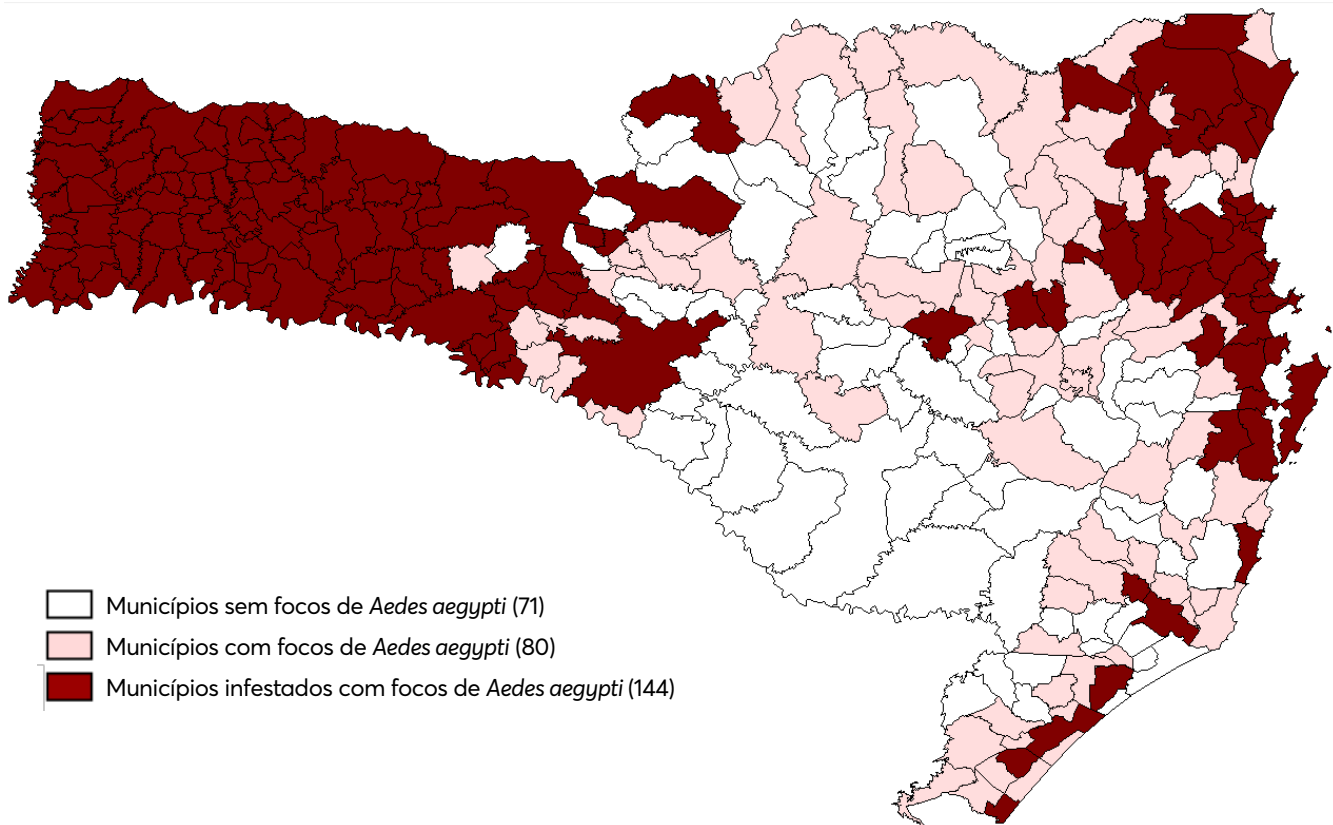 Municípios sem focos de Aedes aegypti (71)
Municípios com focos de Aedes aegypti (80)
Municípios infestados com focos de Aedes aegypti (144)